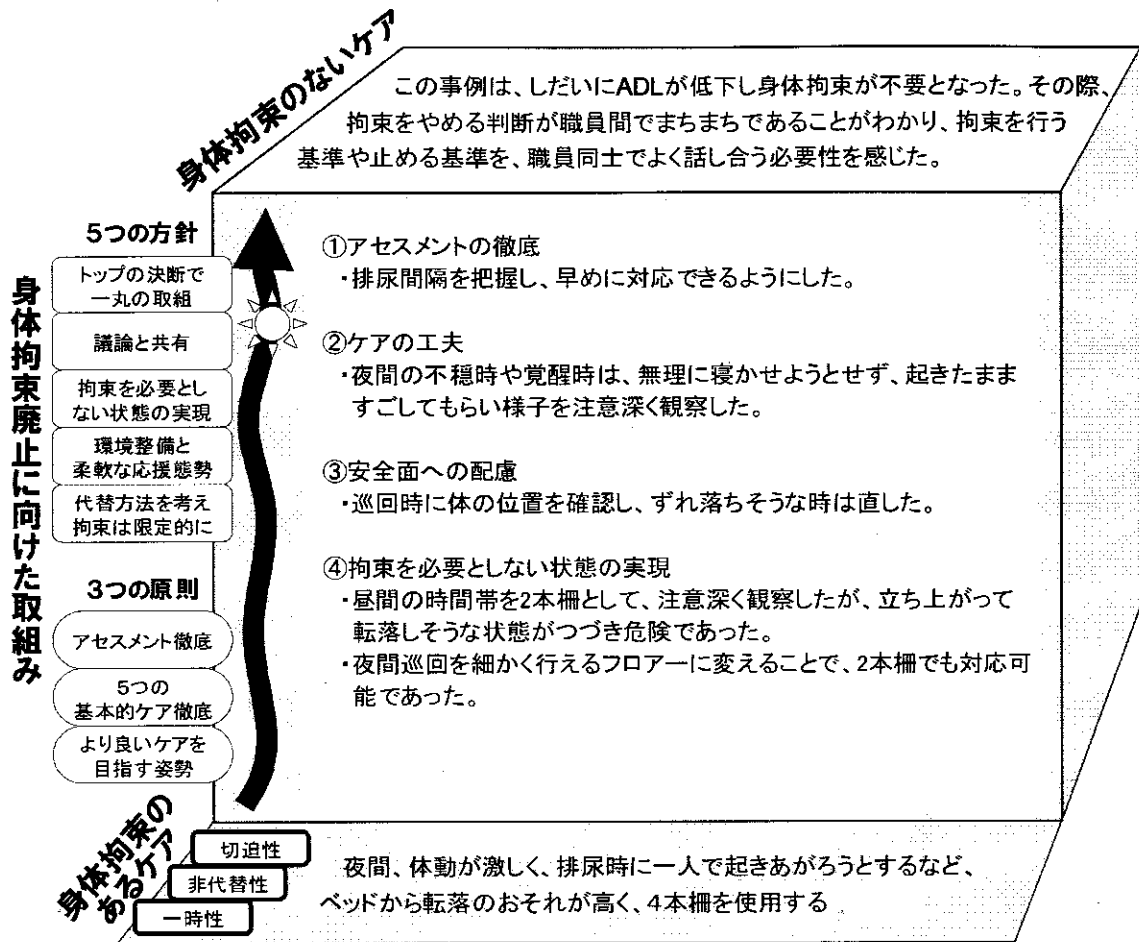 身体拘束のないケア
この事例は、しだいにADLが低下し身体拘束が不要となった。その際、
拘束をやめる判断が職員間でまちまちであることがわかり、拘束を行う
基準や止める基準を、職員同士でよく話し合う必要性を感じた。
身体拘束廃止に向けた取組み
5つの方針
トップの決断で
一丸の取組
議論と共有
拘束を必要とし
ない状態の実現
環境整備と
柔軟な応援態勢
代替方法を考え
拘束は限定的に
3つの原則
アセスメント徹底
5つの
基本的ケア徹底
より良いケアを
目指す姿勢
①アセスメントの徹底
・排尿間隔を把握し、早めに対応できるようにした。
②ケアの工夫
・夜間の不穏時や覚醒時は、無理に寝かせようとせず、起きたまま
すごしてもらい様子を注意深く観察した。
③安全面への配慮
・巡回時に体の位置を確認し、ずれ落ちそうな時は直した。
④拘束を必要としない状態の実現
・昼間の時間帯を2本柵として、注意深く観察したが、立ち上がって
転落しそうな状態がつづき危険であった。
・夜間巡回を細かく行えるフロアーに変えることで、2本柵でも対応可
能であった。
身体拘束の
あるケア
切迫性
非代替性
一時性
夜間、体動が激しく、排尿時に一人で起きあがろうとするなど、
ベッドから転落のおそれが高く、4本柵を使用する